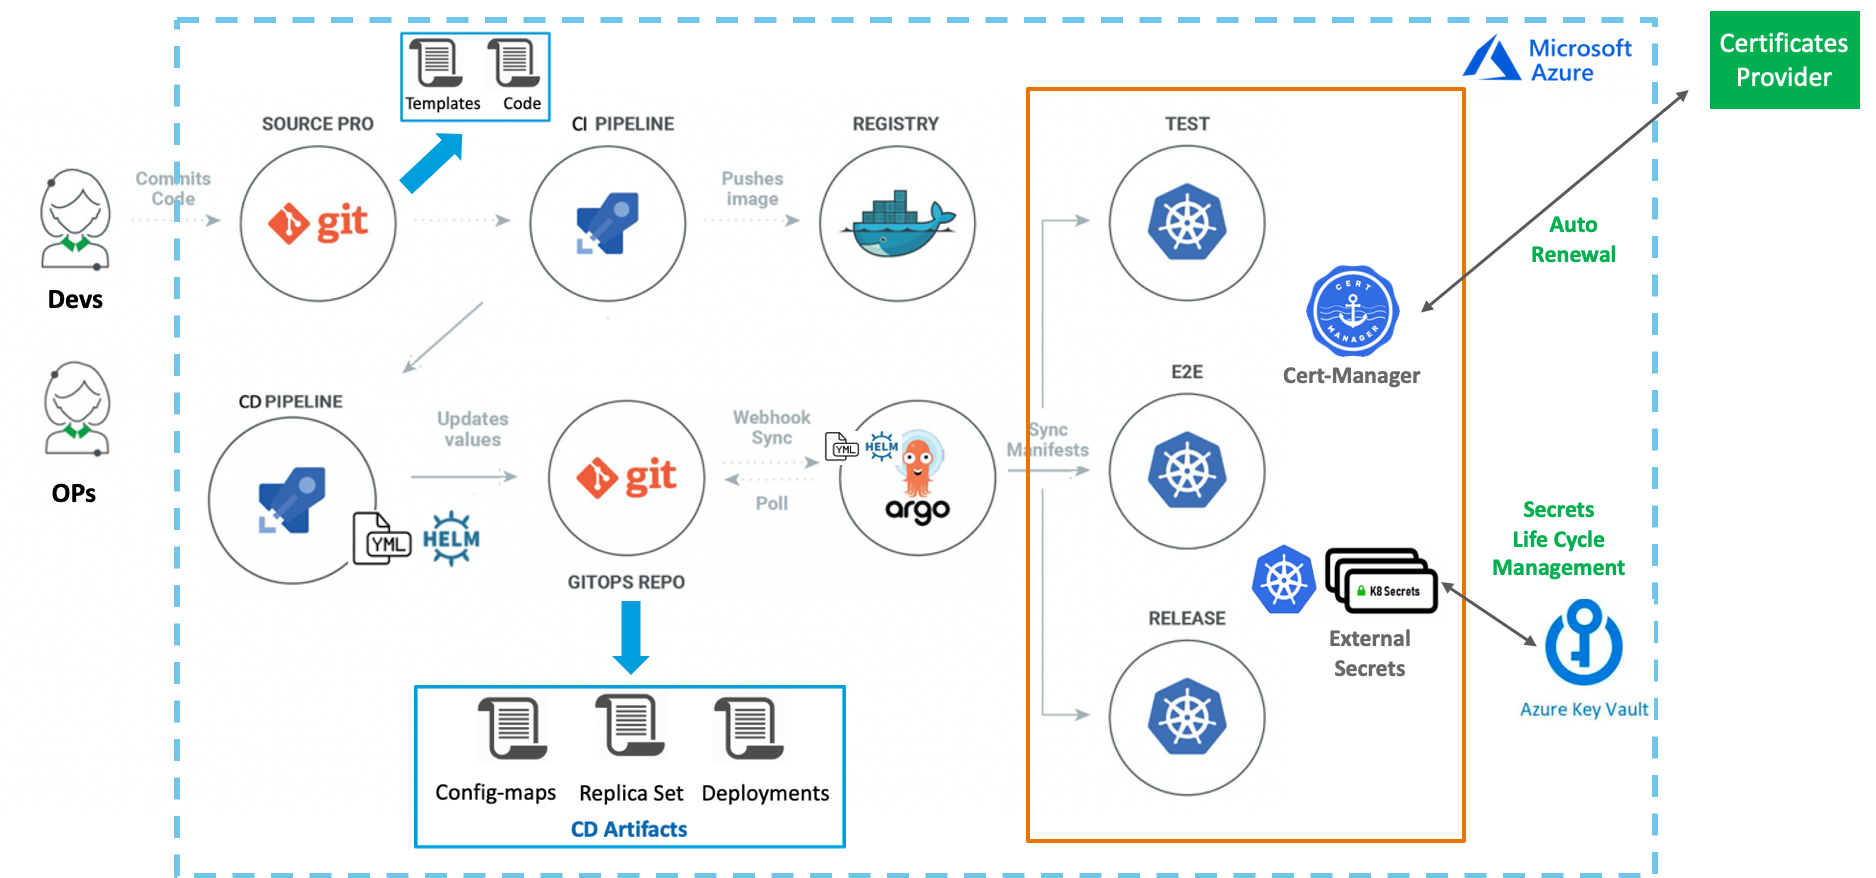 Templates
Code
Microsoft
Azure
Certificates
Provider
SOURCE PRO
CI PIPELINE
REGISTRY
TEST
Commits
Code
git
Pushes
image
Auto
Renewal
Devs
CERT
MANAGER
Cert-Manager
E2E
CD PIPELINE
Updates
values
git
Webhook
Sync
Poll
YML
HELM
argo
Sync
Manifests
OPs
YML
HELM
GITOPS REPO
Secrets
Life Cycle
Management
K8 Secrets
External
Secrets
RELEASE
Azure Key Vault
Config-maps
Replica Set
Deployments
CD Artifacts